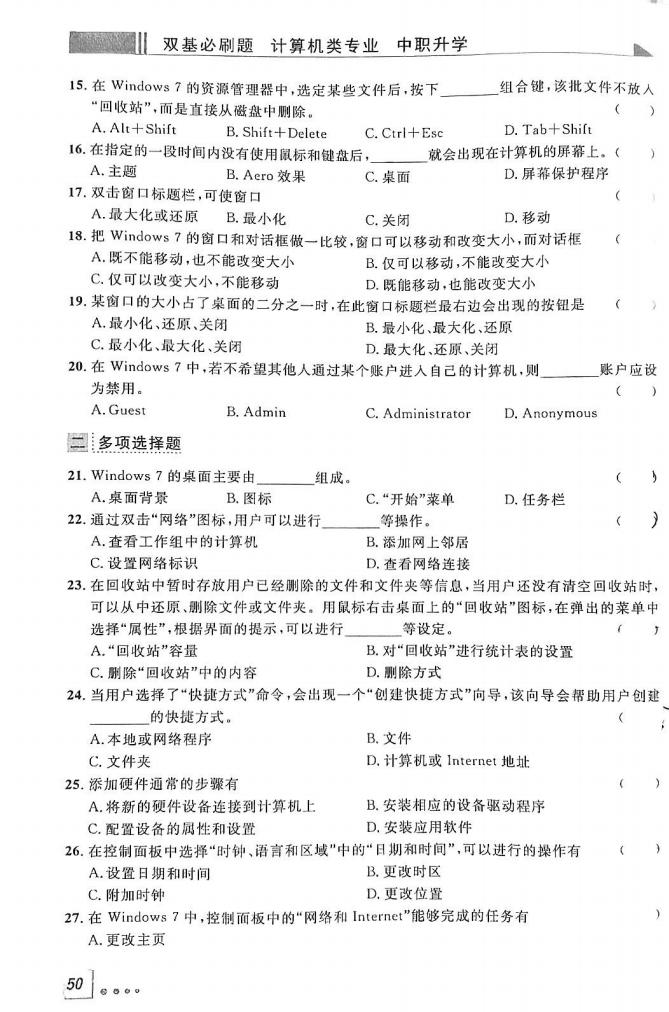 双基必刷题 计算机类专业 中职升学
15. 在 Windows 7 的资源管理器中,选定某些文件后,按下________组合键,该批文件不放入
“回收站”,而是直接从磁盘中删除。 ( )
A. Alt+Shift B. Shift+Delete C. Ctrl+Esc D. Tab+Shift
16. 在指定的一段时间内没有使用鼠标和键盘后,________就会出现在计算机的屏幕上。( )
A. 主题 B. Aero 效果 C. 桌面 D. 屏幕保护程序
17. 双击窗口标题栏,可使窗口 ( )
A. 最大化或还原 B. 最小化 C. 关闭 D. 移动
18. 把 Windows 7 的窗口和对话框做一比较,窗口可以移动和改变大小,而对话框 ( )
A. 既不能移动,也不能改变大小 B. 仅可以移动,不能改变大小
C. 仅可以改变大小,不能移动 D. 既能移动,也能改变大小
19. 某窗口的大小占了桌面的二分之一时,在此窗口标题栏最右边会出现的按钮是 ( )
A. 最小化、还原、关闭 B. 最小化、最大化、还原
C. 最小化、最大化、关闭 D. 最大化、还原、关闭
20. 在 Windows 7 中,若不希望其他人通过某个账户进入自己的计算机,则________账户应设
为禁用。 ( )
A. Guest B. Admin C. Administrator D. Anonymous
二 多项选择题
21. Windows 7 的桌面主要由________组成。 ( )
A. 桌面背景 B. 图标 C. “开始”菜单 D. 任务栏
22. 通过双击“网络”图标,用户可以进行________等操作。 ( )
A. 查看工作组中的计算机 B. 添加网上邻居
C. 设置网络标识 D. 查看网络连接
23. 在回收站中暂时存放用户已经删除的文件和文件夹等信息,当用户还没有清空回收站时,
可以从中还原、删除文件或文件夹。用鼠标右击桌面上的“回收站”图标,在弹出的菜单中
选择“属性”,根据界面的提示,可以进行________等设定。 ( )
A. “回收站”容量 B. 对“回收站”进行统计表的设置
C. 删除“回收站”中的内容 D. 删除方式
24. 当用户选择了“快捷方式”命令,会出现一个“创建快捷方式”向导,该向导会帮助用户创建
________的快捷方式。 ( )
A. 本地或网络程序 B. 文件
C. 文件夹 D. 计算机或 Internet 地址
25. 添加硬件通常的步骤有 ( )
A. 将新的硬件设备连接到计算机上 B. 安装相应的设备驱动程序
C. 配置设备的属性和设置 D. 安装应用软件
26. 在控制面板中选择“时钟、语言和区域”中的“日期和时间”,可以进行的操作有 ( )
A. 设置日期和时间 B. 更改时区
C. 附加时钟 D. 更改位置
27. 在 Windows 7 中,控制面板中的“网络和 Internet”能够完成的任务有 )
A. 更改主页
50